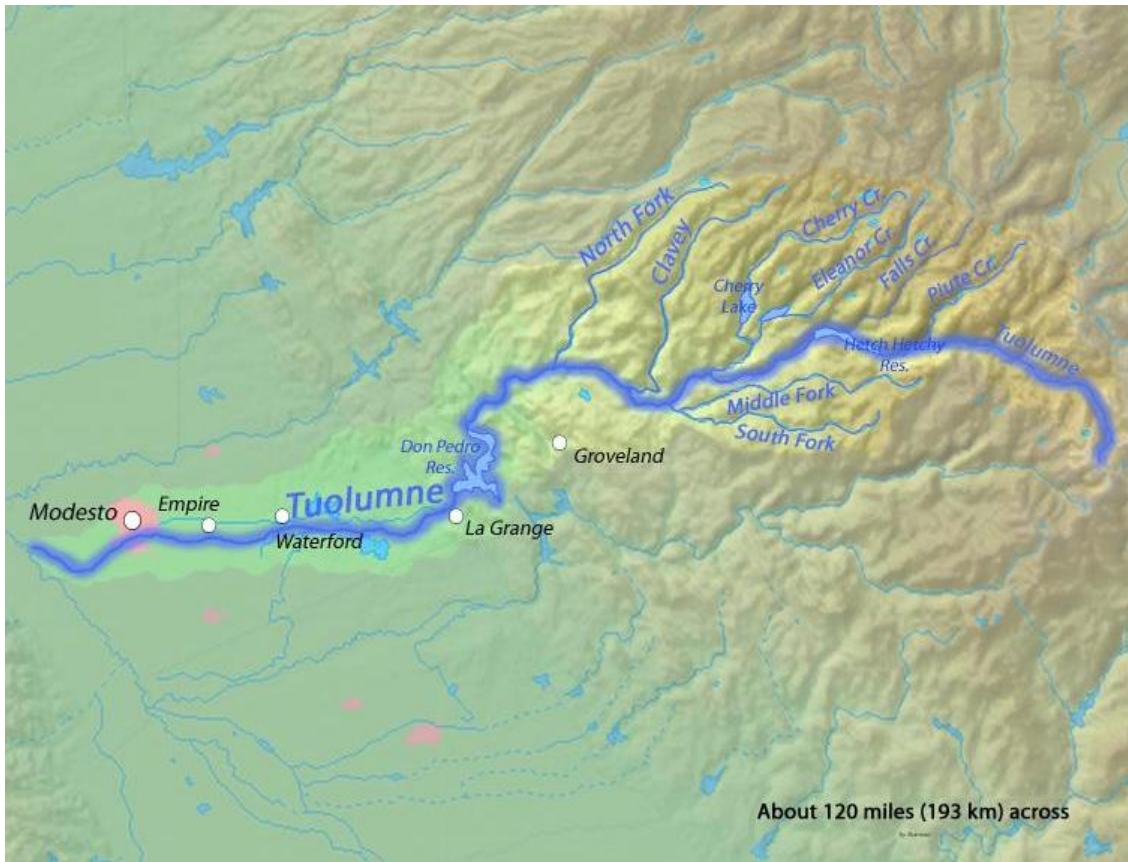 North Fork
Clavey
Cherry Cr.
Eleanor Cr.
Falls Cr.
Piute Cr.
Cherry
Lake
Hetch Hetchy
Res.
Tuolumne
Middle Fork
South Fork
Don Pedro
Res.
Groveland
Modesto
Empire
Tuolumne
Waterford
La Grange
About 120 miles (193 km) across